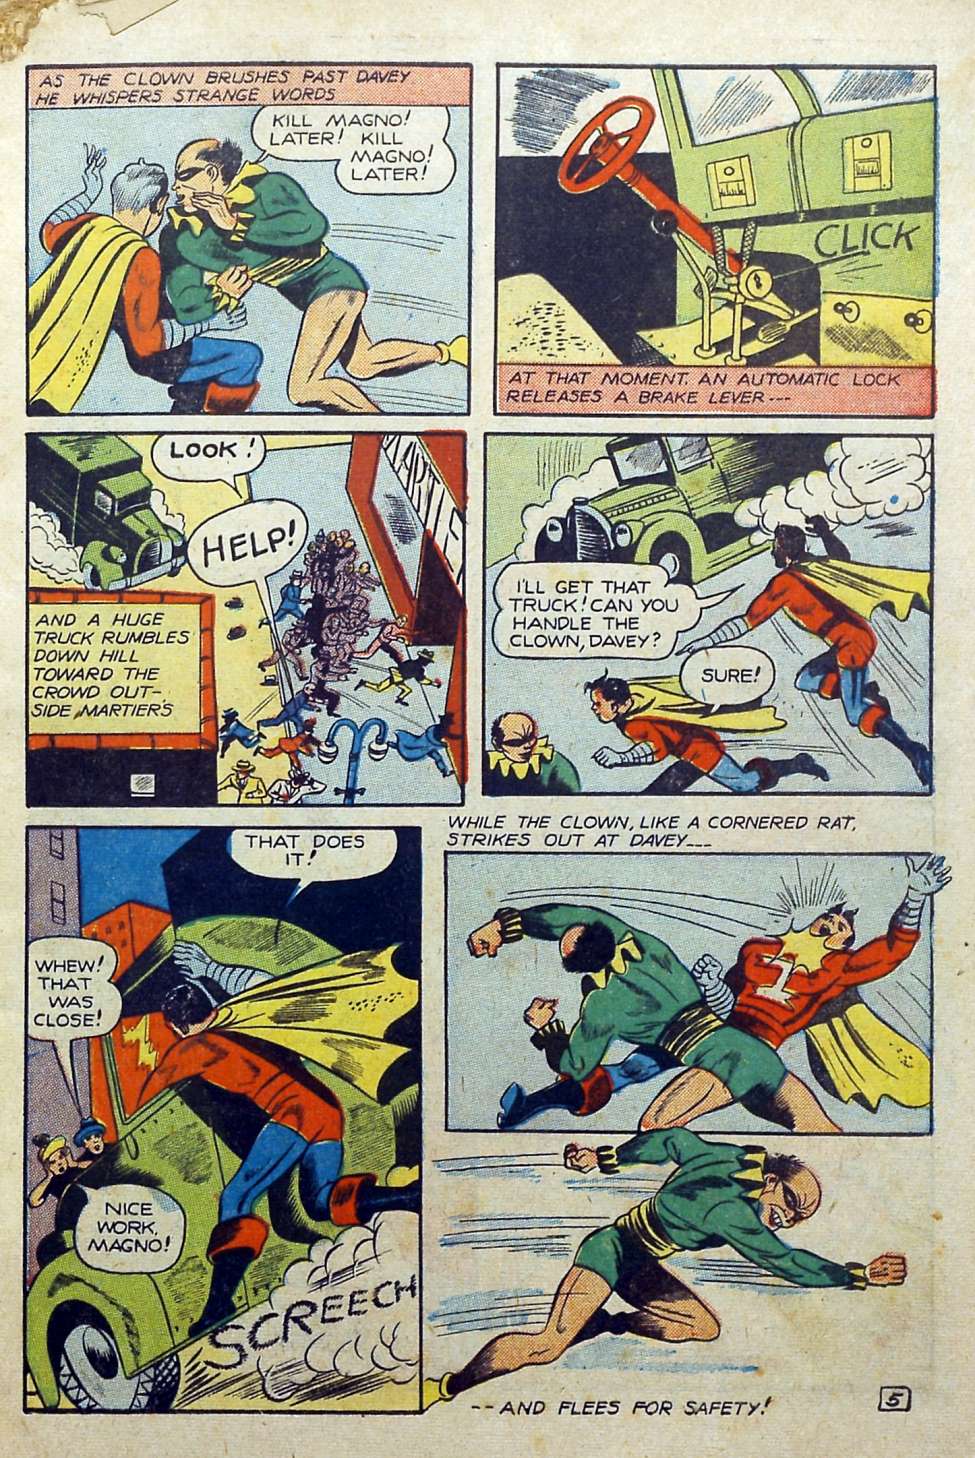 AS THE CLOWN BRUSHES PAST DAVEY
HE WHISPERS STRANGE WORDS
KILL MAGNO!
LATER! KILL
MAGNO!
LATER!
CLICK
AT THAT MOMENT, AN AUTOMATIC LOCK
RELEASES A BRAKE LEVER---
LOOK!
HELP!
MARTIE
AND A HUGE
TRUCK RUMBLES
DOWN HILL
TOWARD THE
CROWD OUT-
SIDE MARTIER'S
I'LL GET THAT
TRUCK! CAN YOU
HANDLE THE
CLOWN, DAVEY?
SURE!
THAT DOES
IT!
WHEW!
THAT
WAS
CLOSE!
NICE
WORK,
MAGNO!
SCREECH
WHILE THE CLOWN, LIKE A CORNERED RAT,
STRIKES OUT AT DAVEY---
-- AND FLEES FOR SAFETY!
5